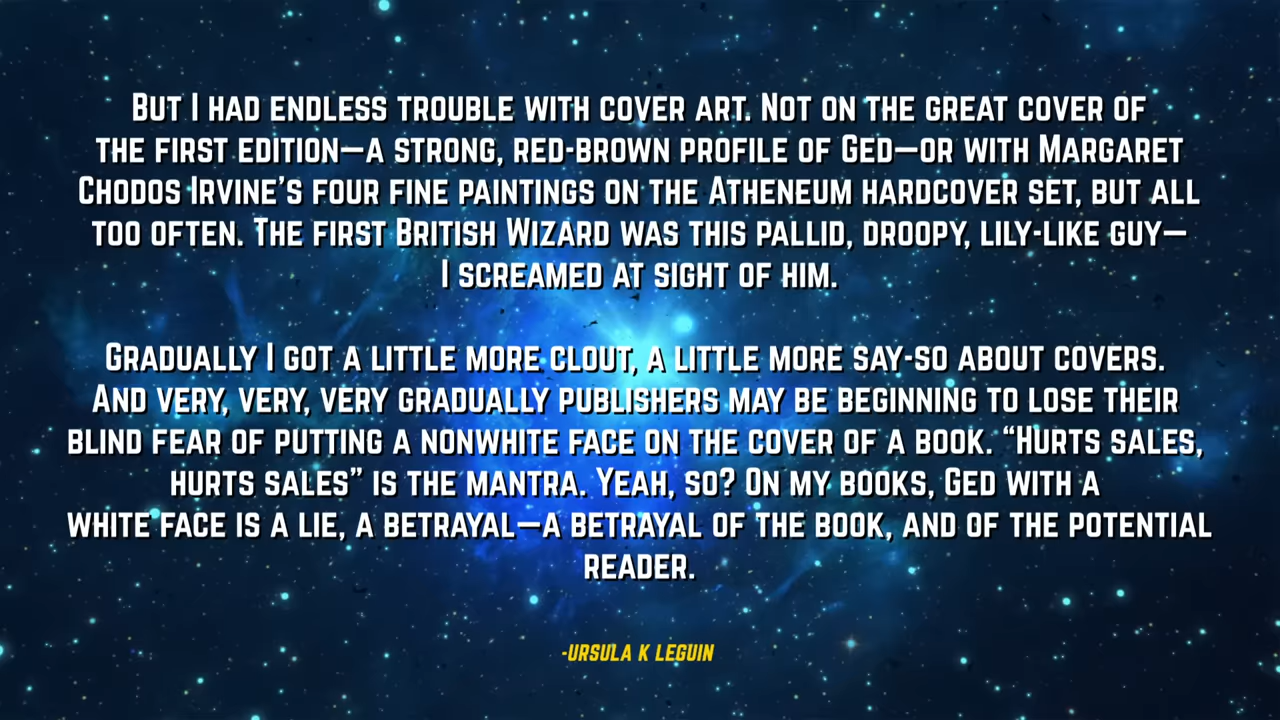 But I had endless trouble with cover art. Not on the great cover of
the first edition—a strong, red-brown profile of Ged—or with Margaret
Chodos Irvine's four fine paintings on the Atheneum hardcover set, but all
too often. The first British Wizard was this pallid, droopy, lily-like guy—
I screamed at sight of him.
Gradually I got a little more clout, a little more say-so about covers.
And very, very, very gradually publishers may be beginning to lose their
blind fear of putting a nonwhite face on the cover of a book. “Hurts sales,
hurts sales” is the mantra. Yeah, so? On my books, Ged with a
white face is a lie, a betrayal—a betrayal of the book, and of the potential
reader.
-Ursula K LeGuin